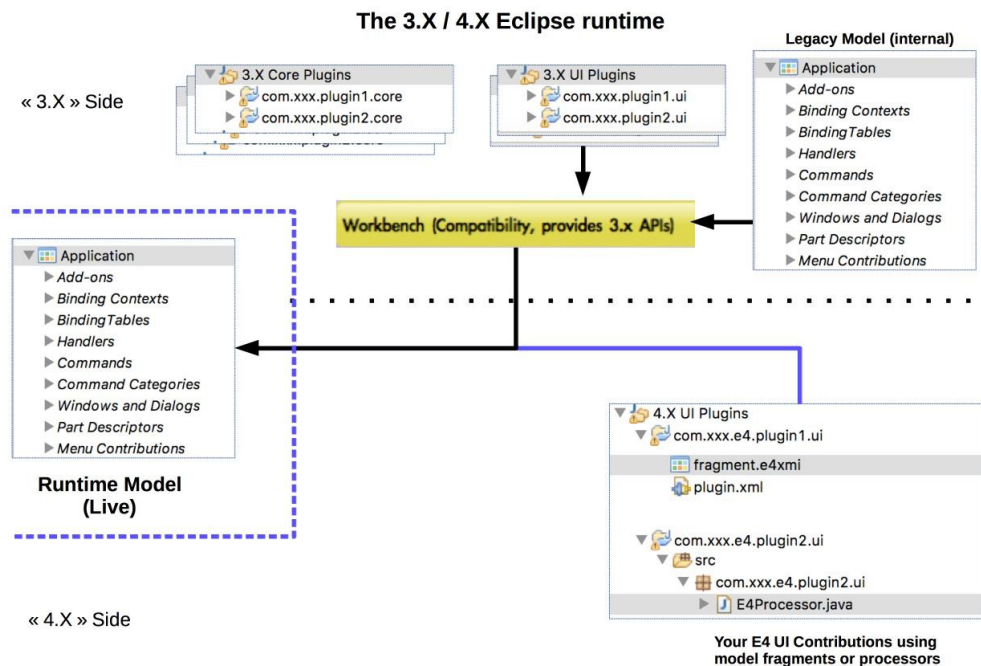 The 3.X / 4.X Eclipse runtime
Legacy Model (internal)
« 3.X » Side
3.X Core Plugins
com.xxx.plugin1.core
com.xxx.plugin2.core
3.X UI Plugins
com.xxx.plugin1.ui
com.xxx.plugin2.ui
Application
Add-ons
Binding Contexts
BindingTables
Handlers
Commands
Command Categories
Windows and Dialogs
Part Descriptors
Menu Contributions
Workbench (Compatibility, provides 3.x APIs)
Application
Add-ons
Binding Contexts
BindingTables
Handlers
Commands
Command Categories
Windows and Dialogs
Part Descriptors
Menu Contributions
Runtime Model
(Live)
4.X UI Plugins
com.xxx.e4.plugin1.ui
fragment.e4xmi
plugin.xml
com.xxx.e4.plugin2.ui
src
com.xxx.e4.plugin2.ui
E4Processor.java
« 4.X » Side
Your E4 UI Contributions using
model fragments or processors